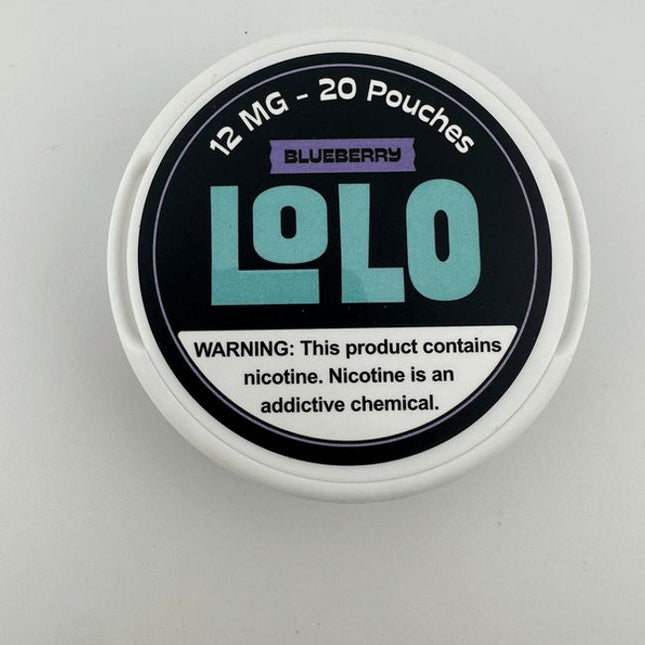 12 MG - 20 Pouches
BLUEBERRY
LOLO
WARNING: This product contains
nicotine. Nicotine is an
addictive chemical.